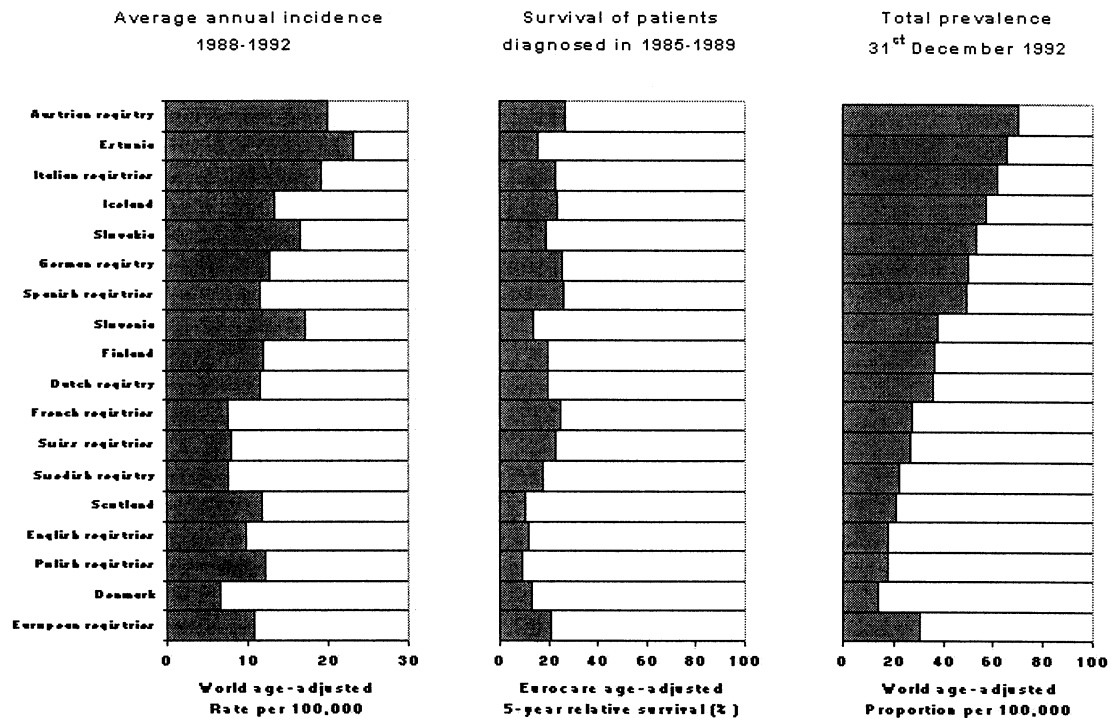 Average annual incidence
1988-1992
Survival of patients
diagnosed in 1985-1989
Total prevalence
31st December 1992
Austrian registry
Estonia
Italian registries
Iceland
Slovakia
German registry
Spanish registries
Slovenia
Finland
Dutch registry
French registries
Swiss registries
Swedish registry
Scotland
English registries
Polish registries
Denmark
European registries
0 10 20 30
0 20 40 60 80 100
0 20 40 60 80 100
World age-adjusted
Rate per 100,000
Eurocare age-adjusted
5-year relative survival (%)
World age-adjusted
Proportion per 100,000